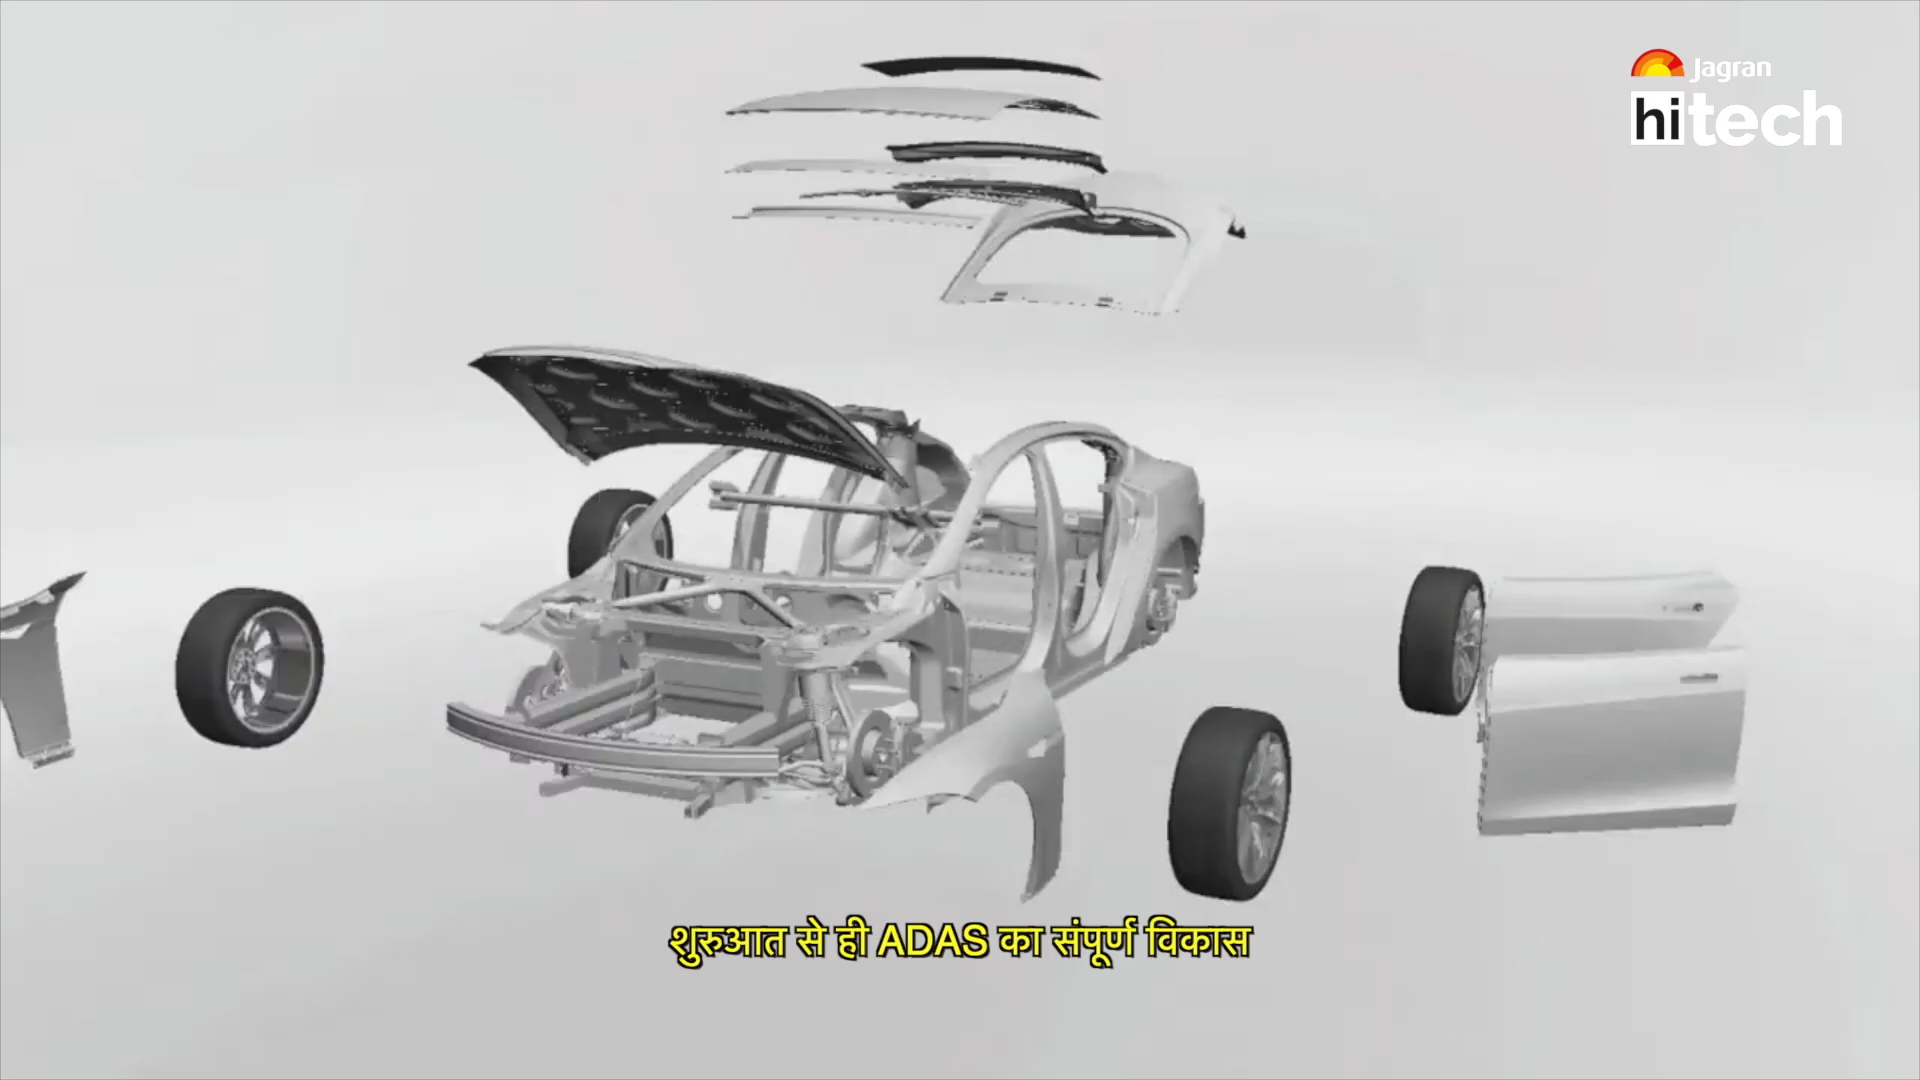 Jagran
hitech
शुरुआत से ही ADAS का संपूर्ण विकास